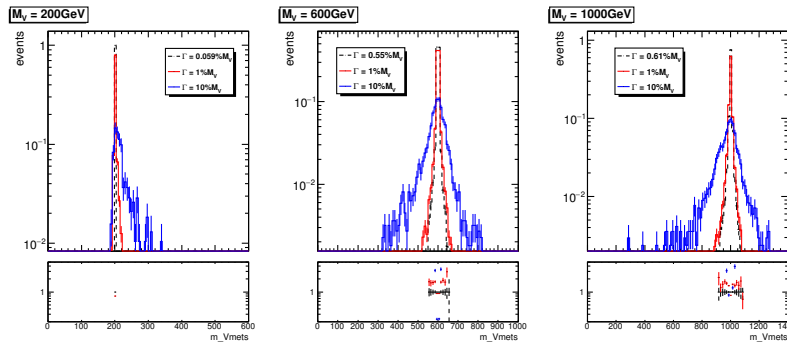 M_V = 200GeV
events
Γ = 0.059%M_V
Γ = 1%M_V
Γ = 10%M_V
1
10^-1
10^-2
1
0 100 200 300 400 500 600
m_Vmets
M_V = 600GeV
events
Γ = 0.55%M_V
Γ = 1%M_V
Γ = 10%M_V
10^-1
10^-2
1
0 100 200 300 400 500 600 700 800 900 1000
m_Vmets
M_V = 1000GeV
events
Γ = 0.61%M_V
Γ = 1%M_V
Γ = 10%M_V
1
10^-1
10^-2
1
0 200 400 600 800 1000 1200 140
m_Vmets